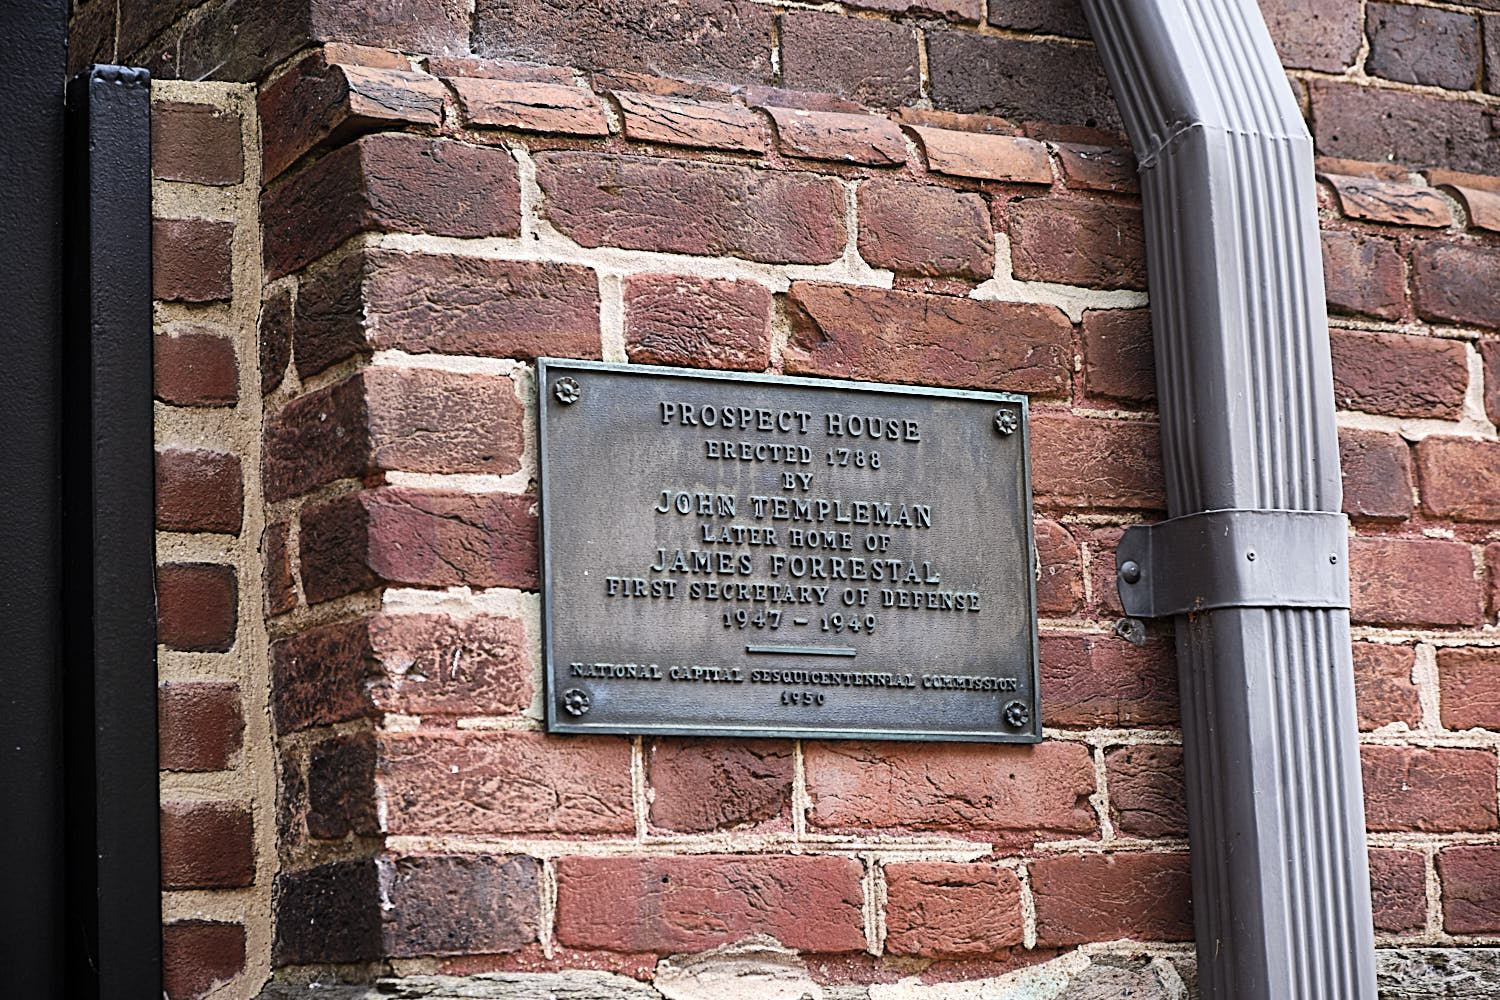 PROSPECT HOUSE
ERECTED 1788
BY
JOHN TEMPLEMAN
LATER HOME OF
JAMES FORRESTAL
FIRST SECRETARY OF DEFENSE
1947 – 1949
NATIONAL CAPITAL SESQUICENTENNIAL COMMISSION
1950